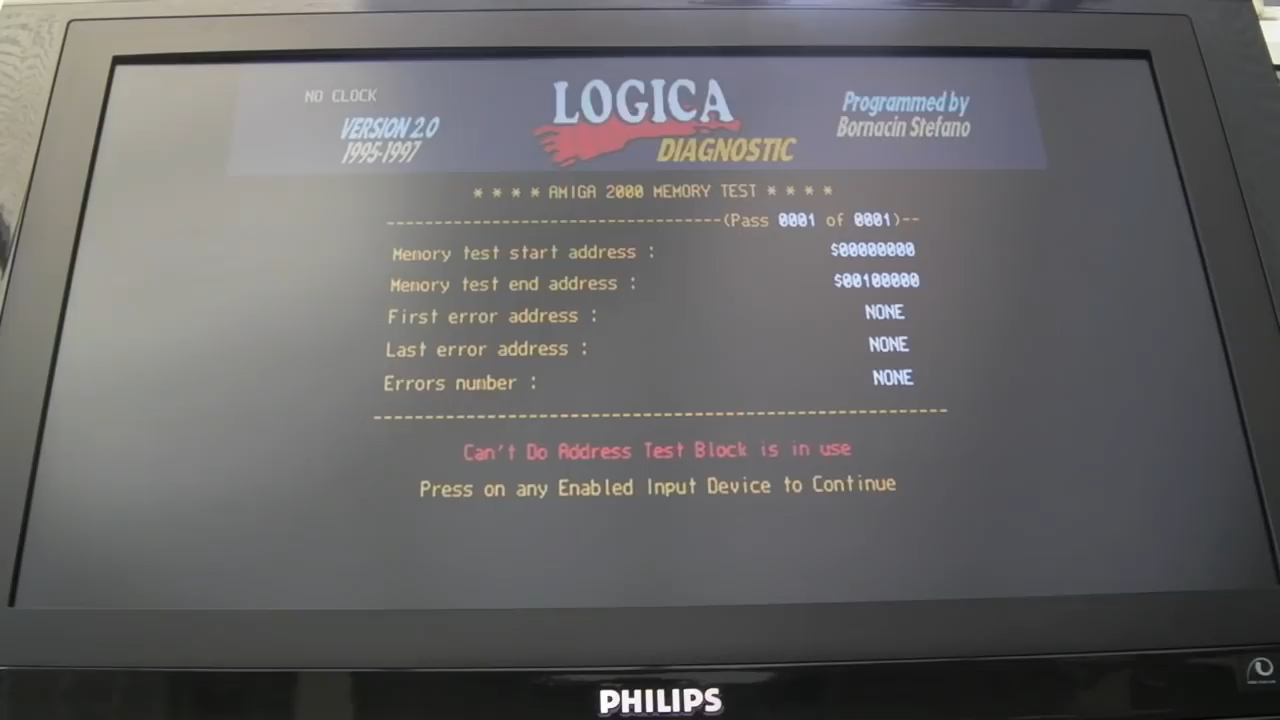 NO CLOCK
VERSION 2.0
1995-1997
LOGICA
DIAGNOSTIC
Programmed by
Bornacin Stefano
* * * * AMIGA 2000 MEMORY TEST * * * *
--------------------------------------(Pass 0001 of 0001)--
Memory test start address : $00000000
Memory test end address : $00100000
First error address : NONE
Last error address : NONE
Errors number : NONE
Can't Do Address Test Block is in use
Press on any Enabled Input Device to Continue
PHILIPS